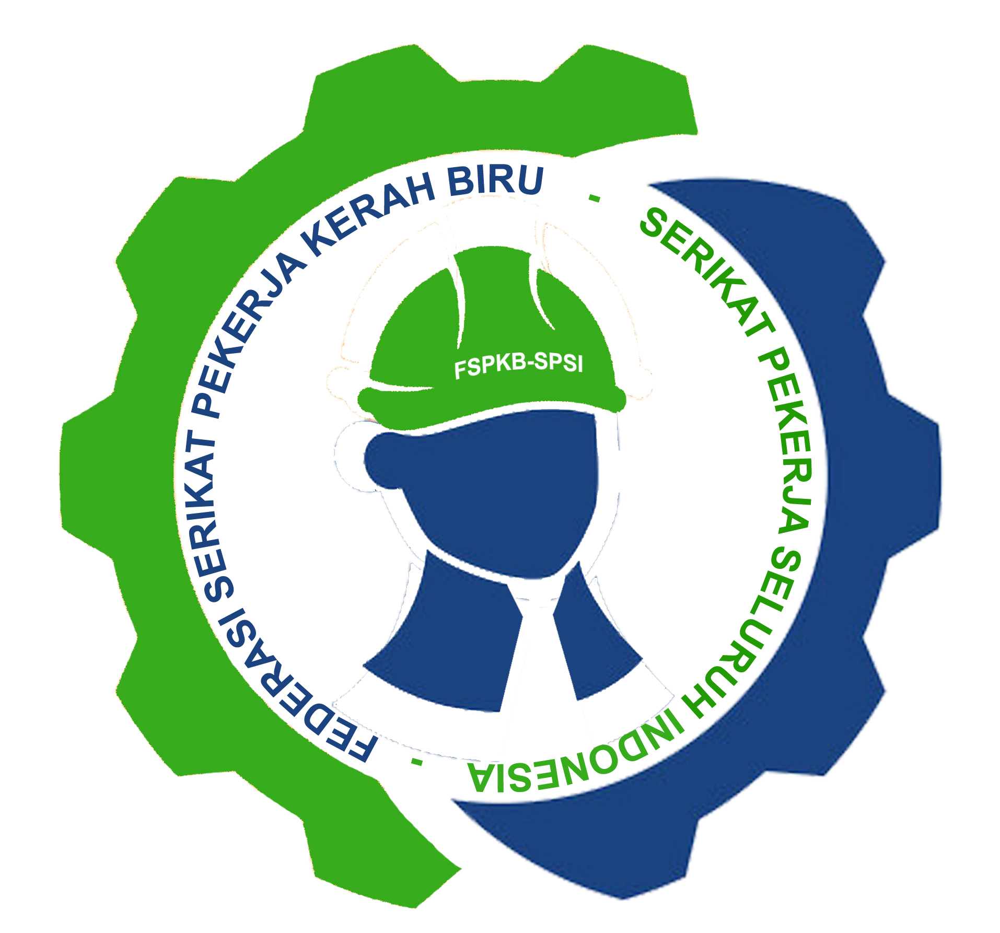 FEDERASI SERIKAT PEKERJA KERAH BIRU
-
SERIKAT PEKERJA SELURUH INDONESIA
-
FSPKB-SPSI